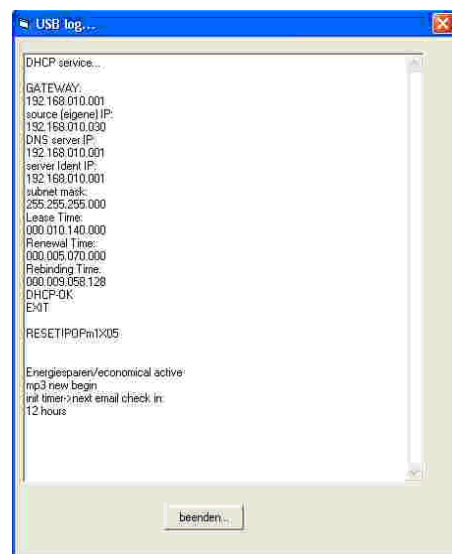 USB log...
DHCP service...
GATEWAY:
192.168.010.001
source (eigene) IP:
192.168.010.030
DNS server IP:
192.168.010.001
server Ident IP:
192.168.010.001
subnet mask:
255.255.255.000
Lease Time:
000.010.140.000
Renewal Time:
000.005.070.000
Rebinding Time:
000.009.058.128
DHCP-OK
EXIT
RESET!POPm1X05
Energiesparen/economical active
mp3 new begin
init timer->next email check in:
12 hours
beenden...